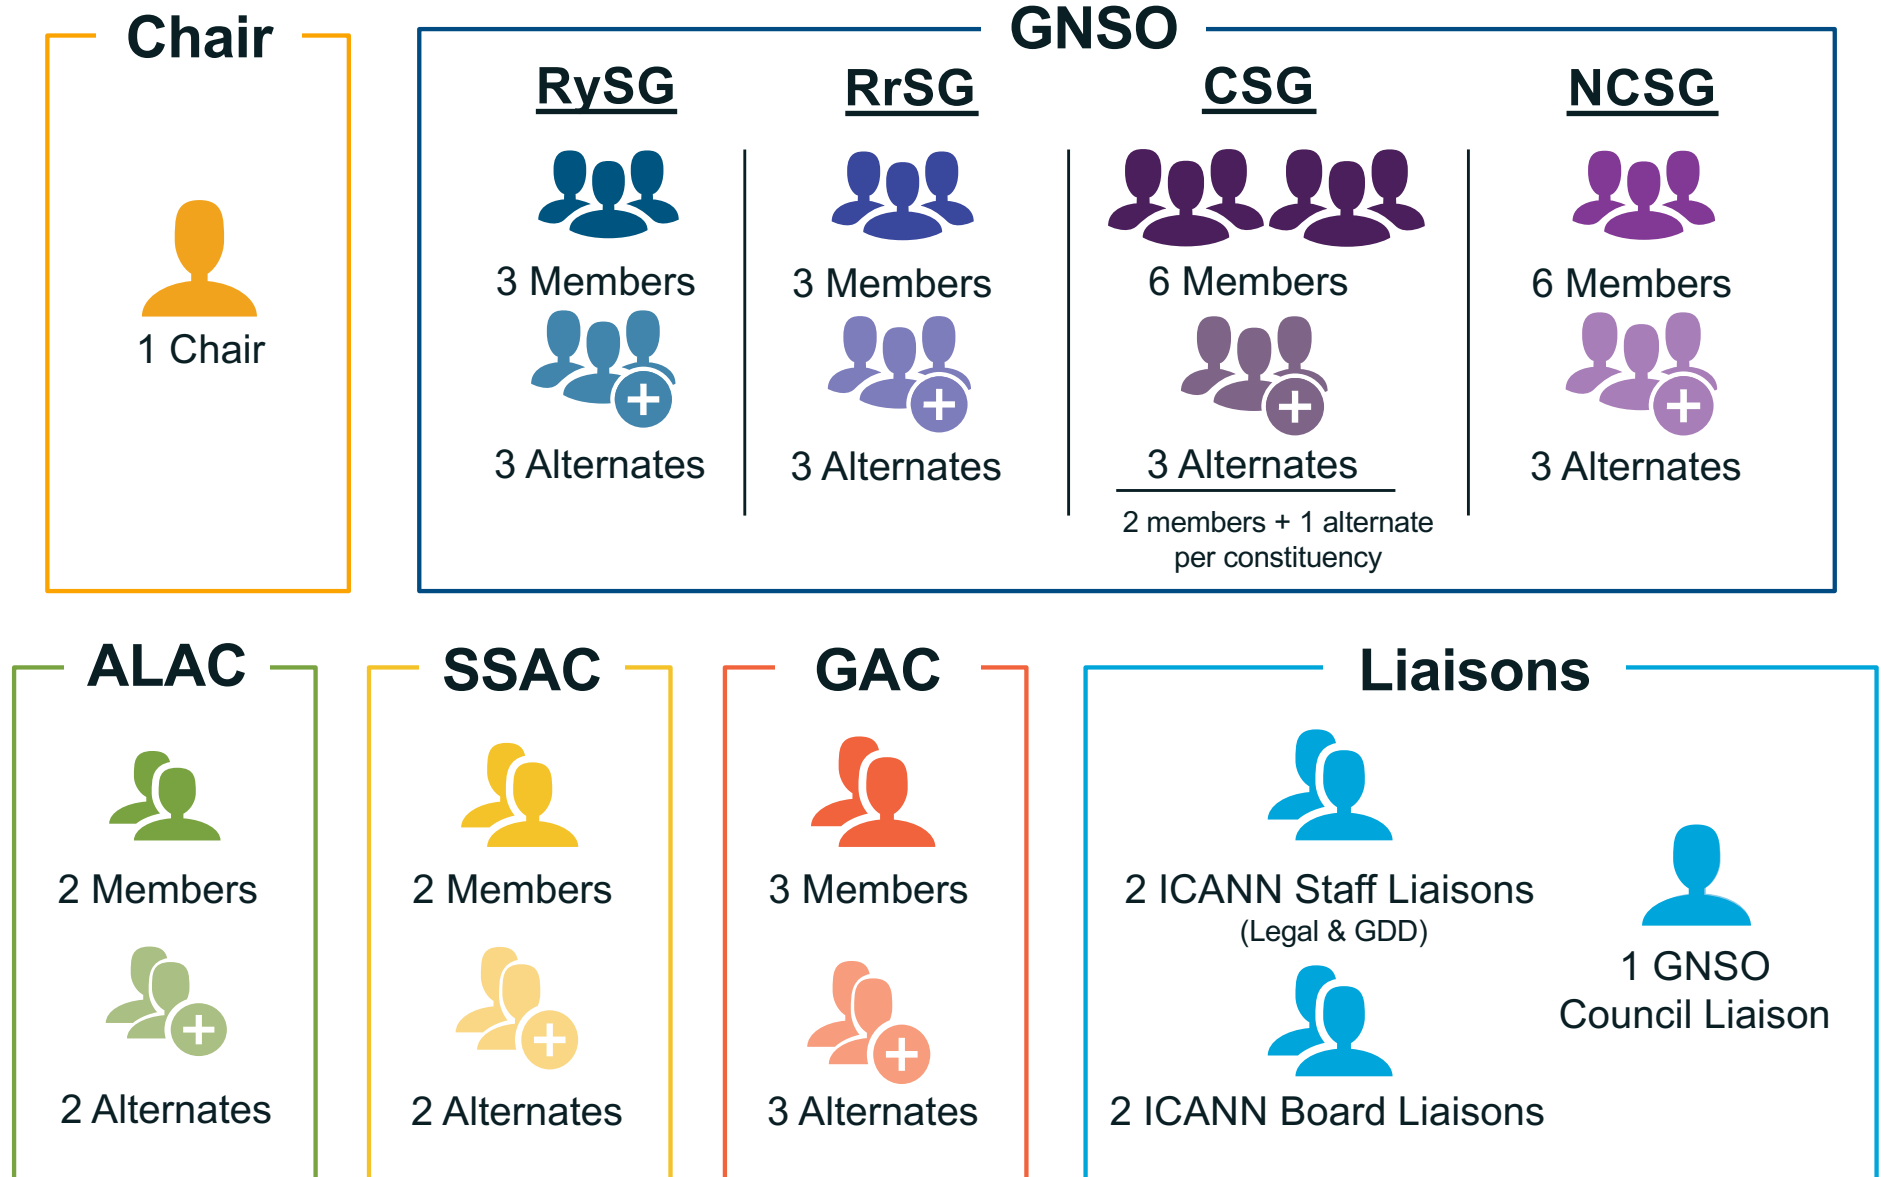 Chair
1 Chair
GNSO
RySG
3 Members
3 Alternates
RrSG
3 Members
3 Alternates
CSG
6 Members
3 Alternates
2 members + 1 alternate
per constituency
NCSG
6 Members
3 Alternates
ALAC
2 Members
2 Alternates
SSAC
2 Members
2 Alternates
GAC
3 Members
3 Alternates
Liaisons
2 ICANN Staff Liaisons
(Legal & GDD)
2 ICANN Board Liaisons
1 GNSO
Council Liaison